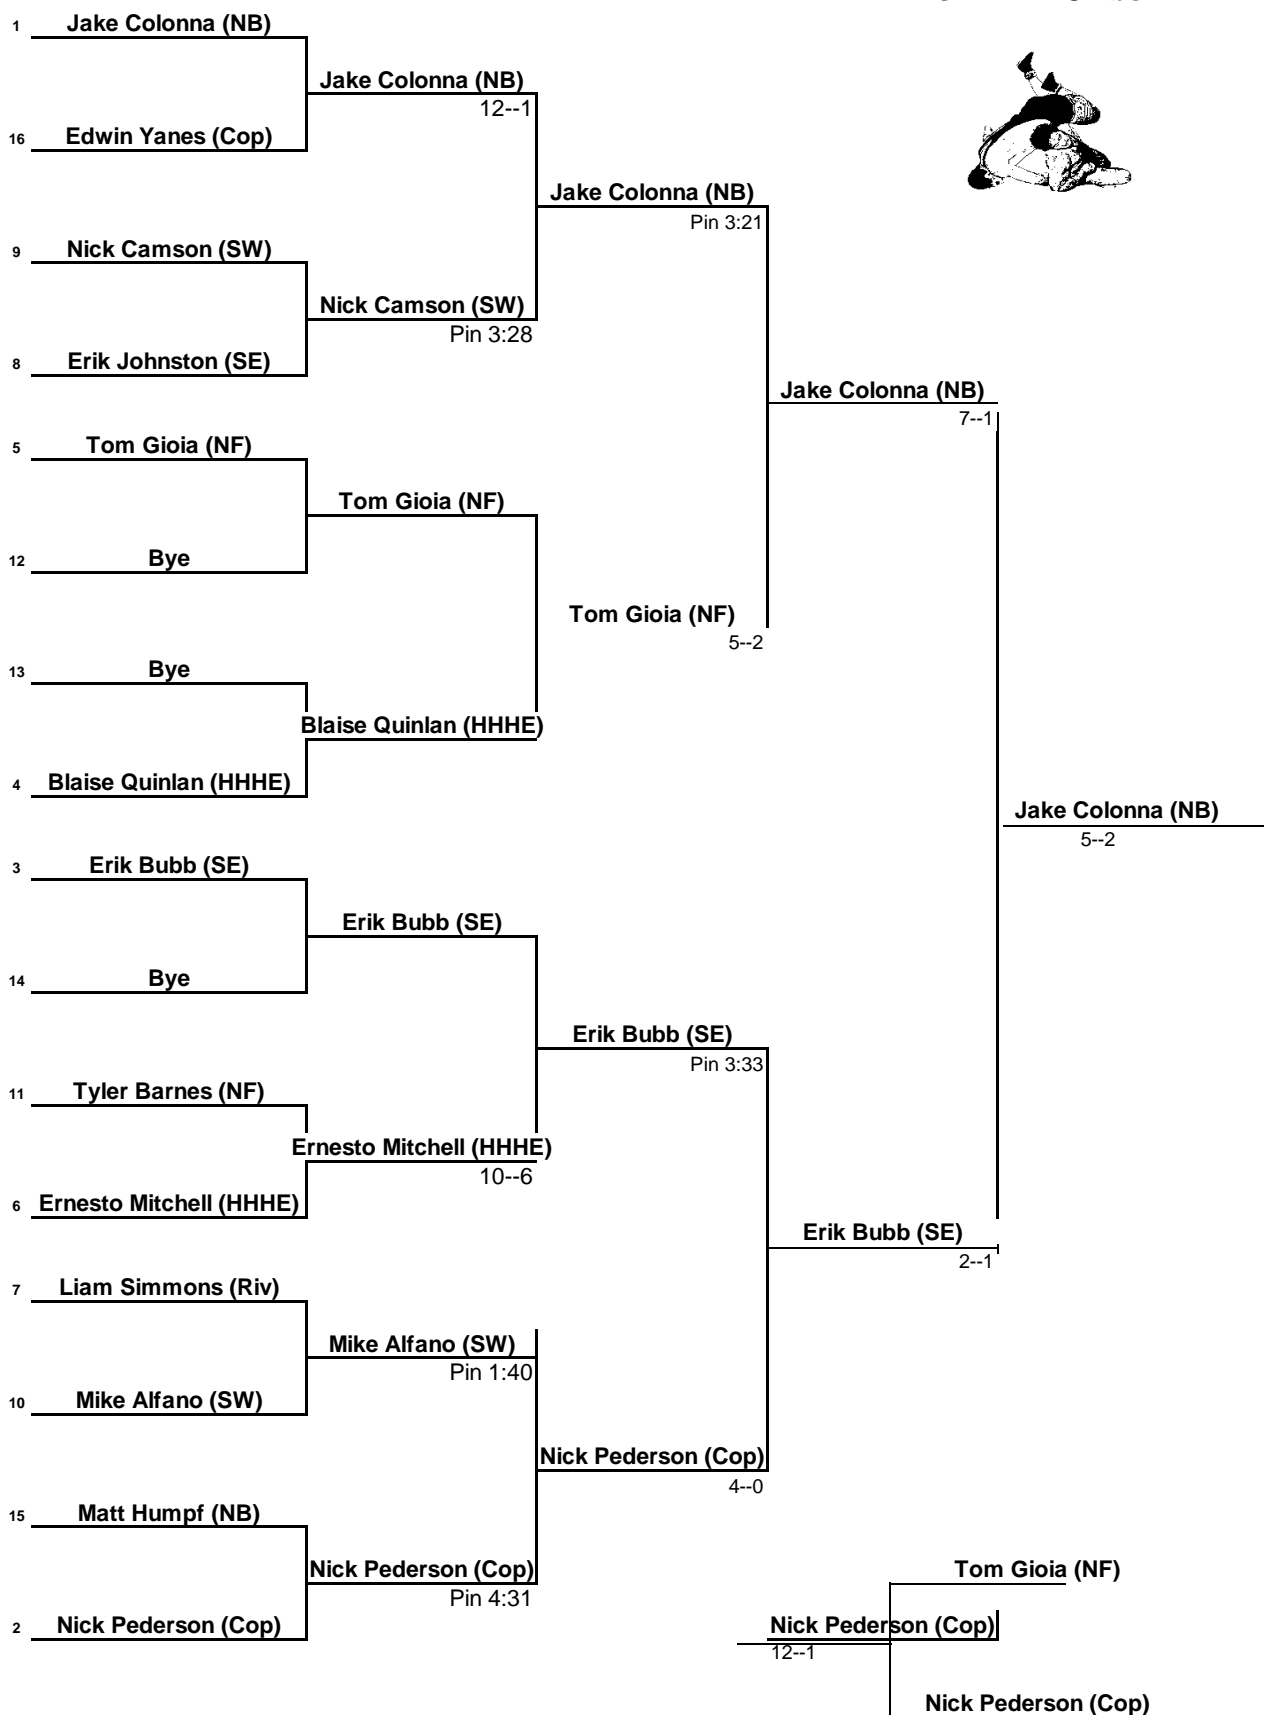 1 Jake Colonna (NB)
Jake Colonna (NB)
12--1
16 Edwin Yanes (Cop)
Jake Colonna (NB)
Pin 3:21
9 Nick Camson (SW)
Nick Camson (SW)
Pin 3:28
8 Erik Johnston (SE)
Jake Colonna (NB)
7--1
5 Tom Gioia (NF)
Tom Gioia (NF)
12 Bye
Tom Gioia (NF)
5--2
13 Bye
Blaise Quinlan (HHHE)
4 Blaise Quinlan (HHHE)
Jake Colonna (NB)
5--2
3 Erik Bubb (SE)
Erik Bubb (SE)
14 Bye
Erik Bubb (SE)
Pin 3:33
11 Tyler Barnes (NF)
Ernesto Mitchell (HHHE)
10--6
6 Ernesto Mitchell (HHHE)
Erik Bubb (SE)
2--1
7 Liam Simmons (Riv)
Mike Alfano (SW)
Pin 1:40
10 Mike Alfano (SW)
Nick Pederson (Cop)
4--0
15 Matt Humpf (NB)
Nick Pederson (Cop)
Pin 4:31
Tom Gioia (NF)
2 Nick Pederson (Cop)
Nick Pederson (Cop)
12--1
Nick Pederson (Cop)